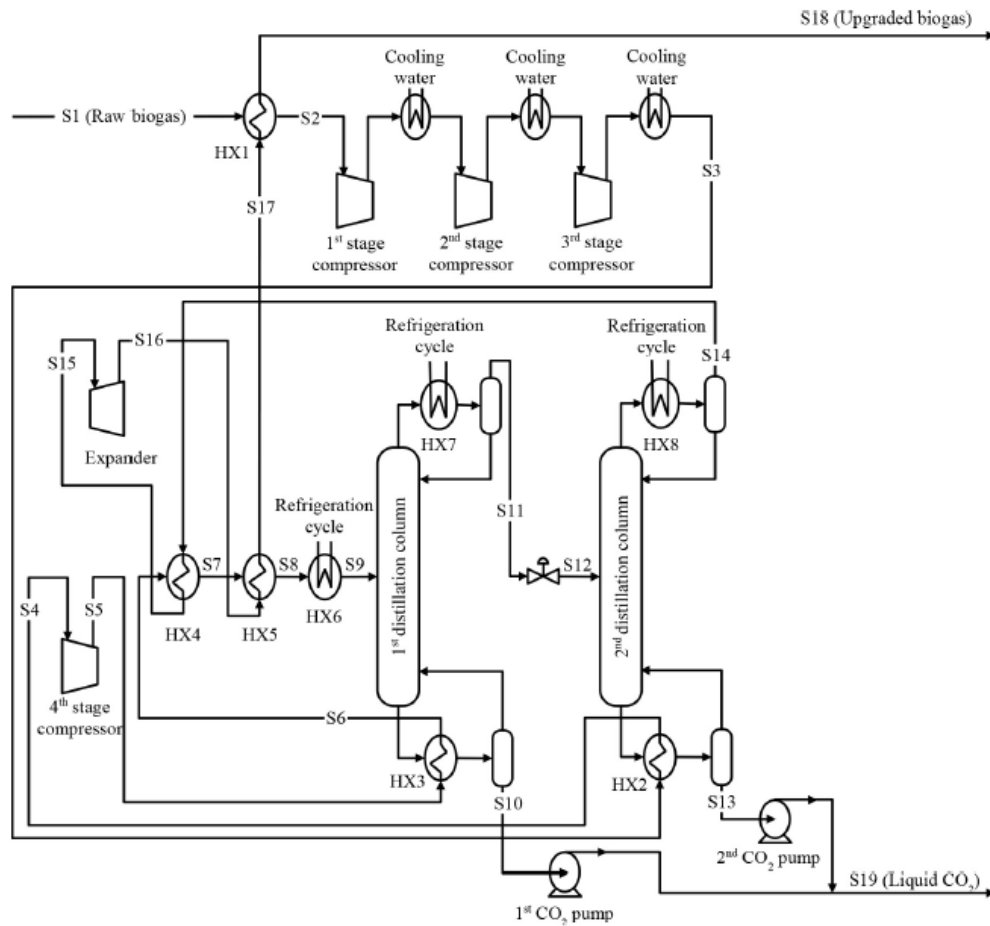 S18 (Upgraded biogas)
Cooling
water
Cooling
water
Cooling
water
S1 (Raw biogas)
S2
HX1
S3
S17
1st stage
compressor
2nd stage
compressor
3rd stage
compressor
Refrigeration
cycle
Refrigeration
cycle
S15
S16
S14
HX7
HX8
Expander
Refrigeration
cycle
S11
S7
S8
S9
S12
HX4
HX5
HX6
1st distillation column
2nd distillation column
S4
S5
4th stage
compressor
S6
HX3
HX2
S10
S13
2nd CO2 pump
S19 (Liquid CO2)
1st CO2 pump